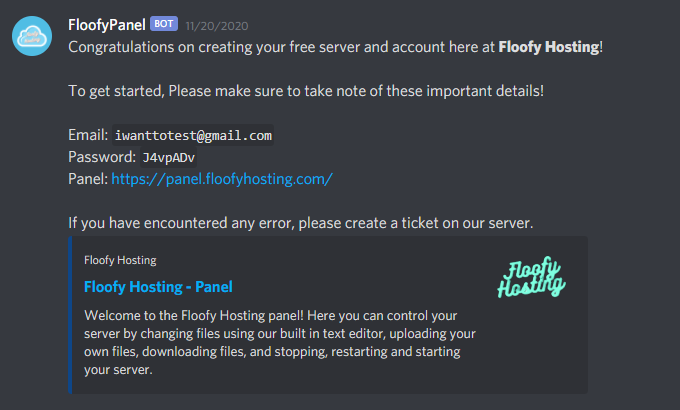 FloofyPanel BOT 11/20/2020
Congratulations on creating your free server and account here at Floofy Hosting!
To get started, Please make sure to take note of these important details!
Email: iwanttotest@gmail.com
Password: J4vpADv
Panel: https://panel.floofyhosting.com/
If you have encountered any error, please create a ticket on our server.
Floofy Hosting
Floofy Hosting - Panel
Welcome to the Floofy Hosting panel! Here you can control your
server by changing files using our built in text editor, uploading your
own files, downloading files, and stopping, restarting and starting
your server.
Floofy
Hosting